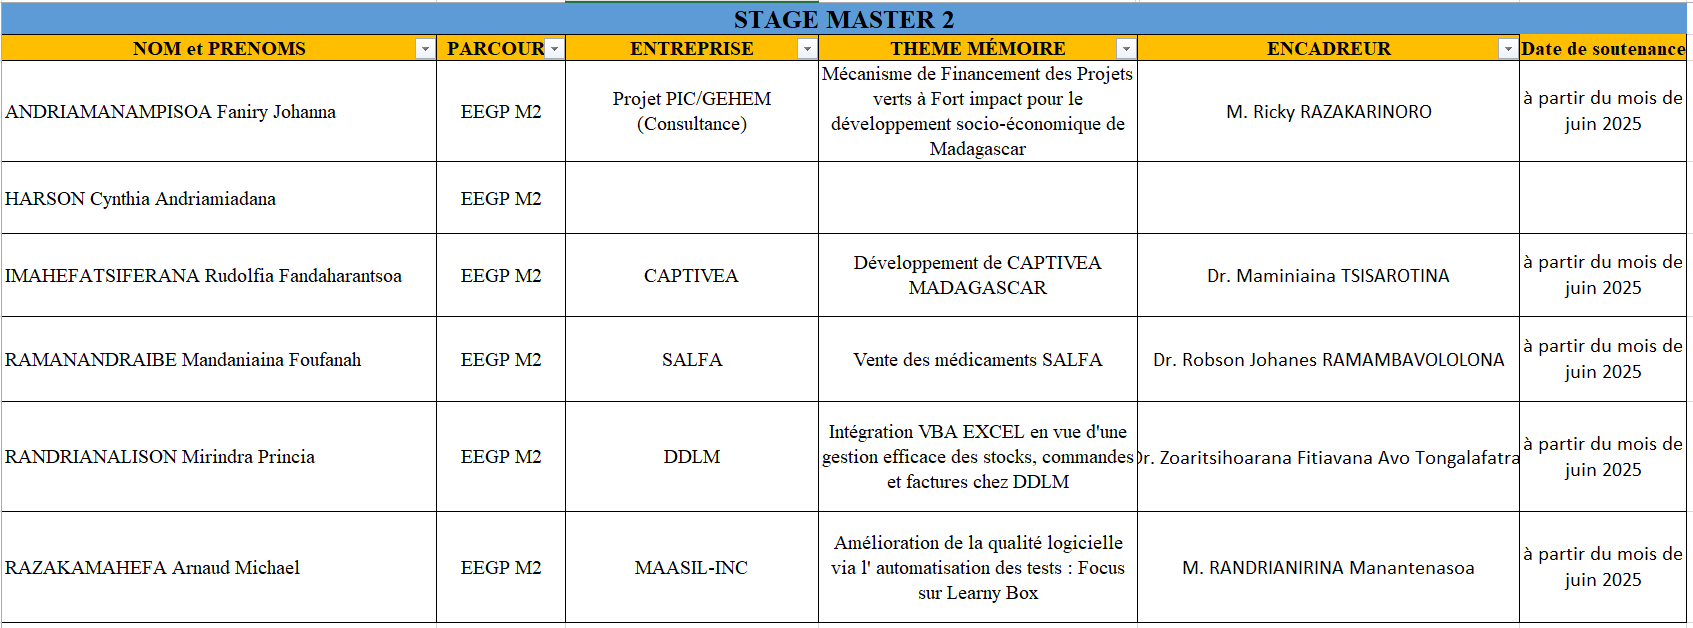 STAGE MASTER 2
NOM et PRENOMS PARCOUR ENTREPRISE THEME MÉMOIRE ENCADREUR Date de soutenance
ANDRIAMANAMPISOA Faniry Johanna
EEGP M2
Projet PIC/GEHEM
(Consultance)
Mécanisme de Financement des Projets
verts à Fort impact pour le
développement socio-économique de
Madagascar
M. Ricky RAZAKARINORO
à partir du mois de
juin 2025
HARSON Cynthia Andriamiadana
EEGP M2
IMAHEFATSIFERANA Rudolfia Fandaharantsoa
EEGP M2
CAPTIVEA
Développement de CAPTIVEA
MADAGASCAR
Dr. Maminiaina TSISAROTINA
à partir du mois de
juin 2025
RAMANANDRAIBE Mandaniaina Foufanah
EEGP M2
SALFA
Vente des médicaments SALFA
Dr. Robson Johanes RAMAMBAVOLOLONA
à partir du mois de
juin 2025
RANDRIANALISON Mirindra Princia
EEGP M2
DDLM
Intégration VBA EXCEL en vue d'une
gestion efficace des stocks, commandes
et factures chez DDLM
Dr. Zoaritsihoarana Fitiavana Avo Tongalafatra
à partir du mois de
juin 2025
RAZAKAMAHEFA Arnaud Michael
EEGP M2
MAASIL-INC
Amélioration de la qualité logicielle
via l' automatisation des tests : Focus
sur Learny Box
M. RANDRIANIRINA Manantenasoa
à partir du mois de
juin 2025